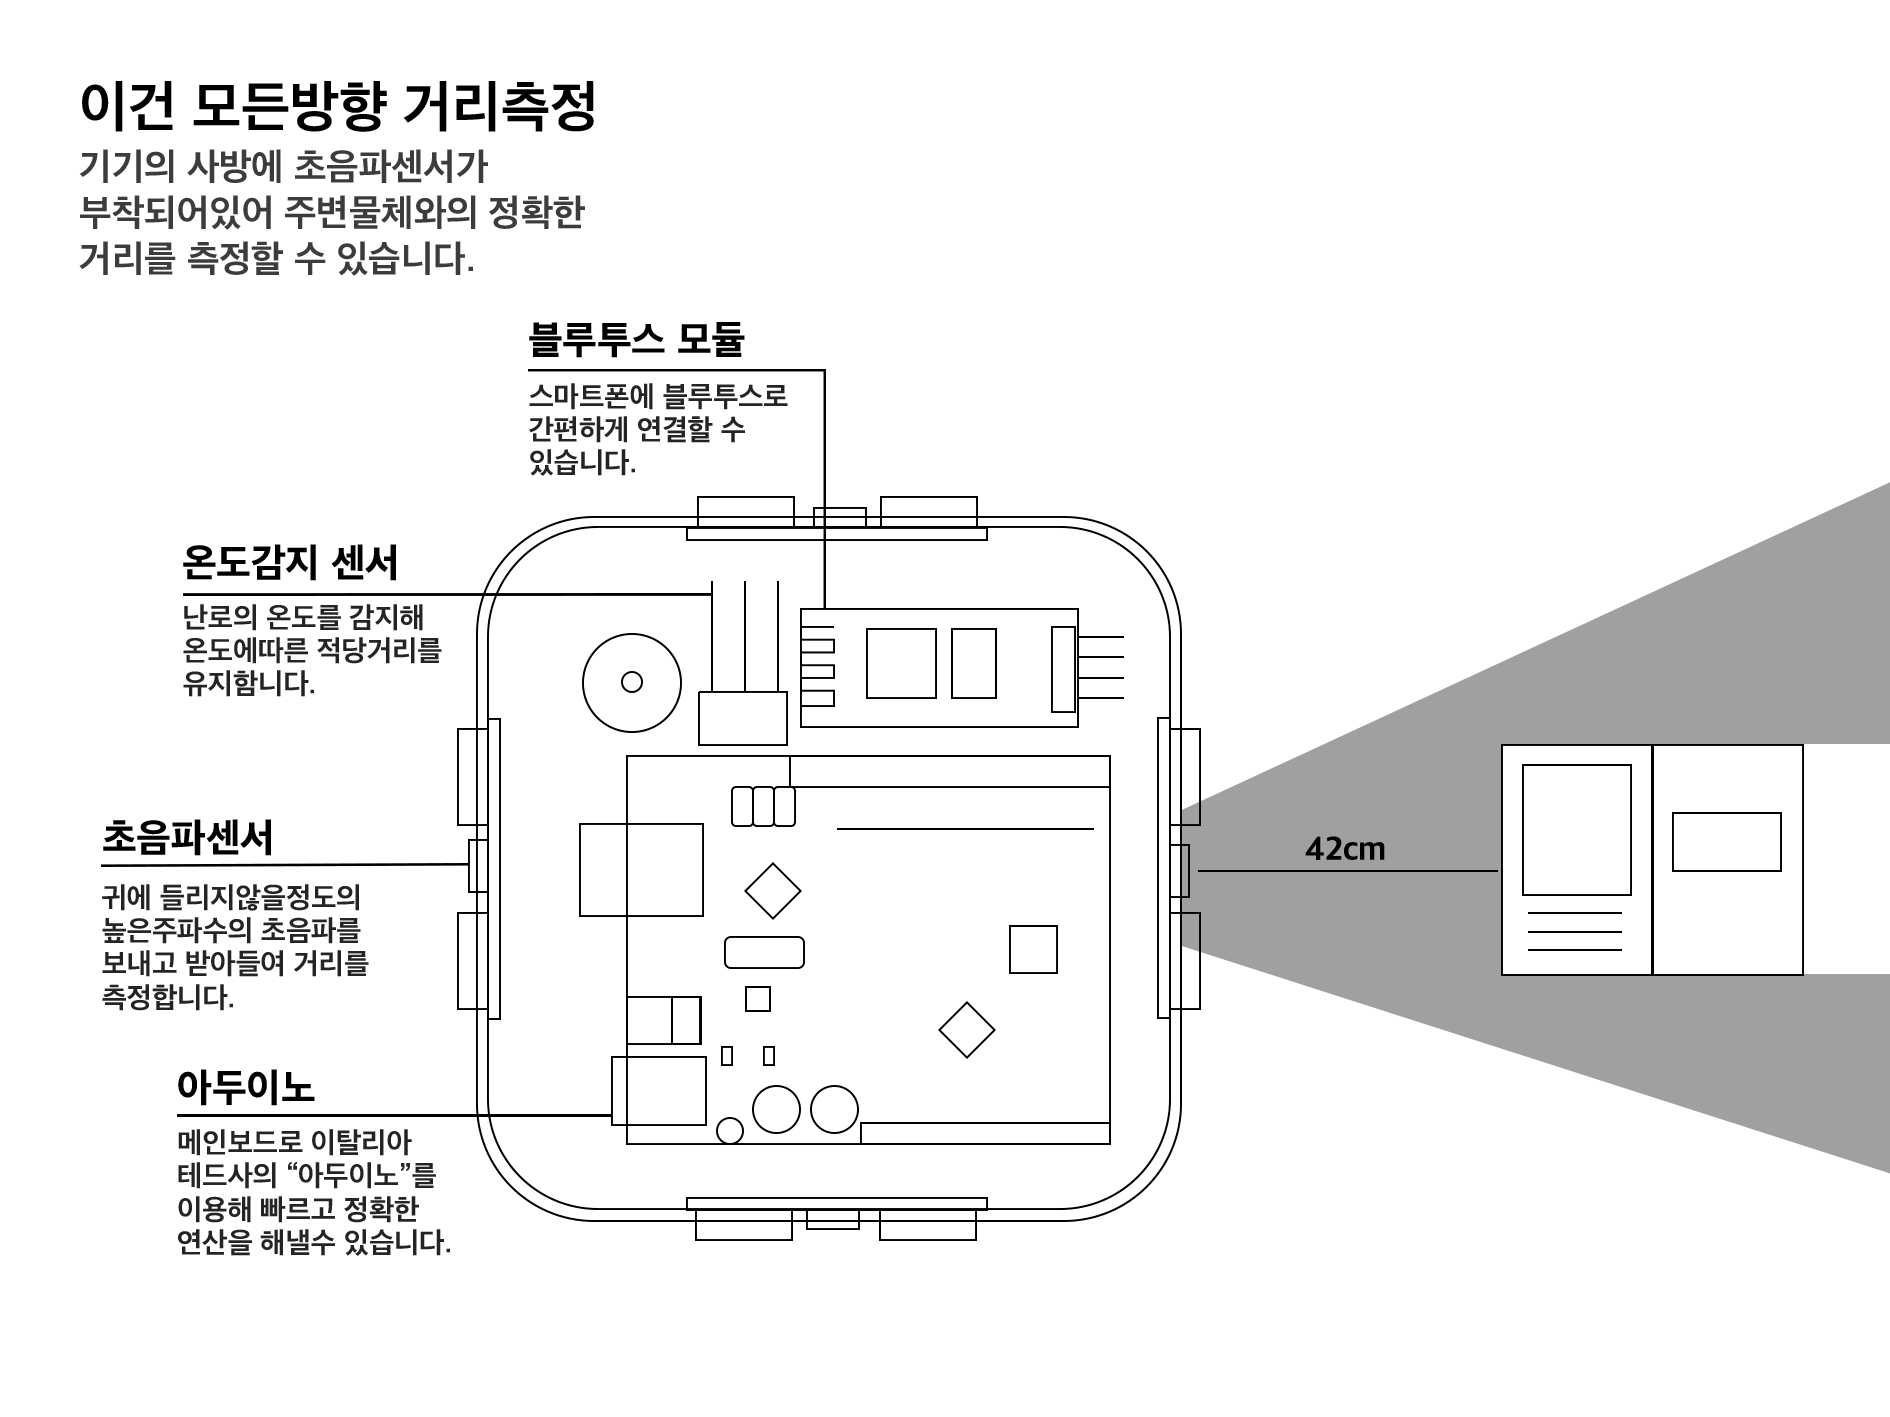 이건 모든방향 거리측정
기기의 사방에 초음파센서가
부착되어있어 주변물체와의 정확한
거리를 측정할 수 있습니다.
블루투스 모듈
스마트폰에 블루투스로
간편하게 연결할 수
있습니다.
온도감지 센서
난로의 온도를 감지해
온도에따른 적당거리를
유지합니다.
초음파센서
귀에 들리지않을정도의
높은주파수의 초음파를
보내고 받아들여 거리를
측정합니다.
42cm
아두이노
메인보드로 이탈리아
테드사의 “아두이노”를
이용해 빠르고 정확한
연산을 해낼수 있습니다.